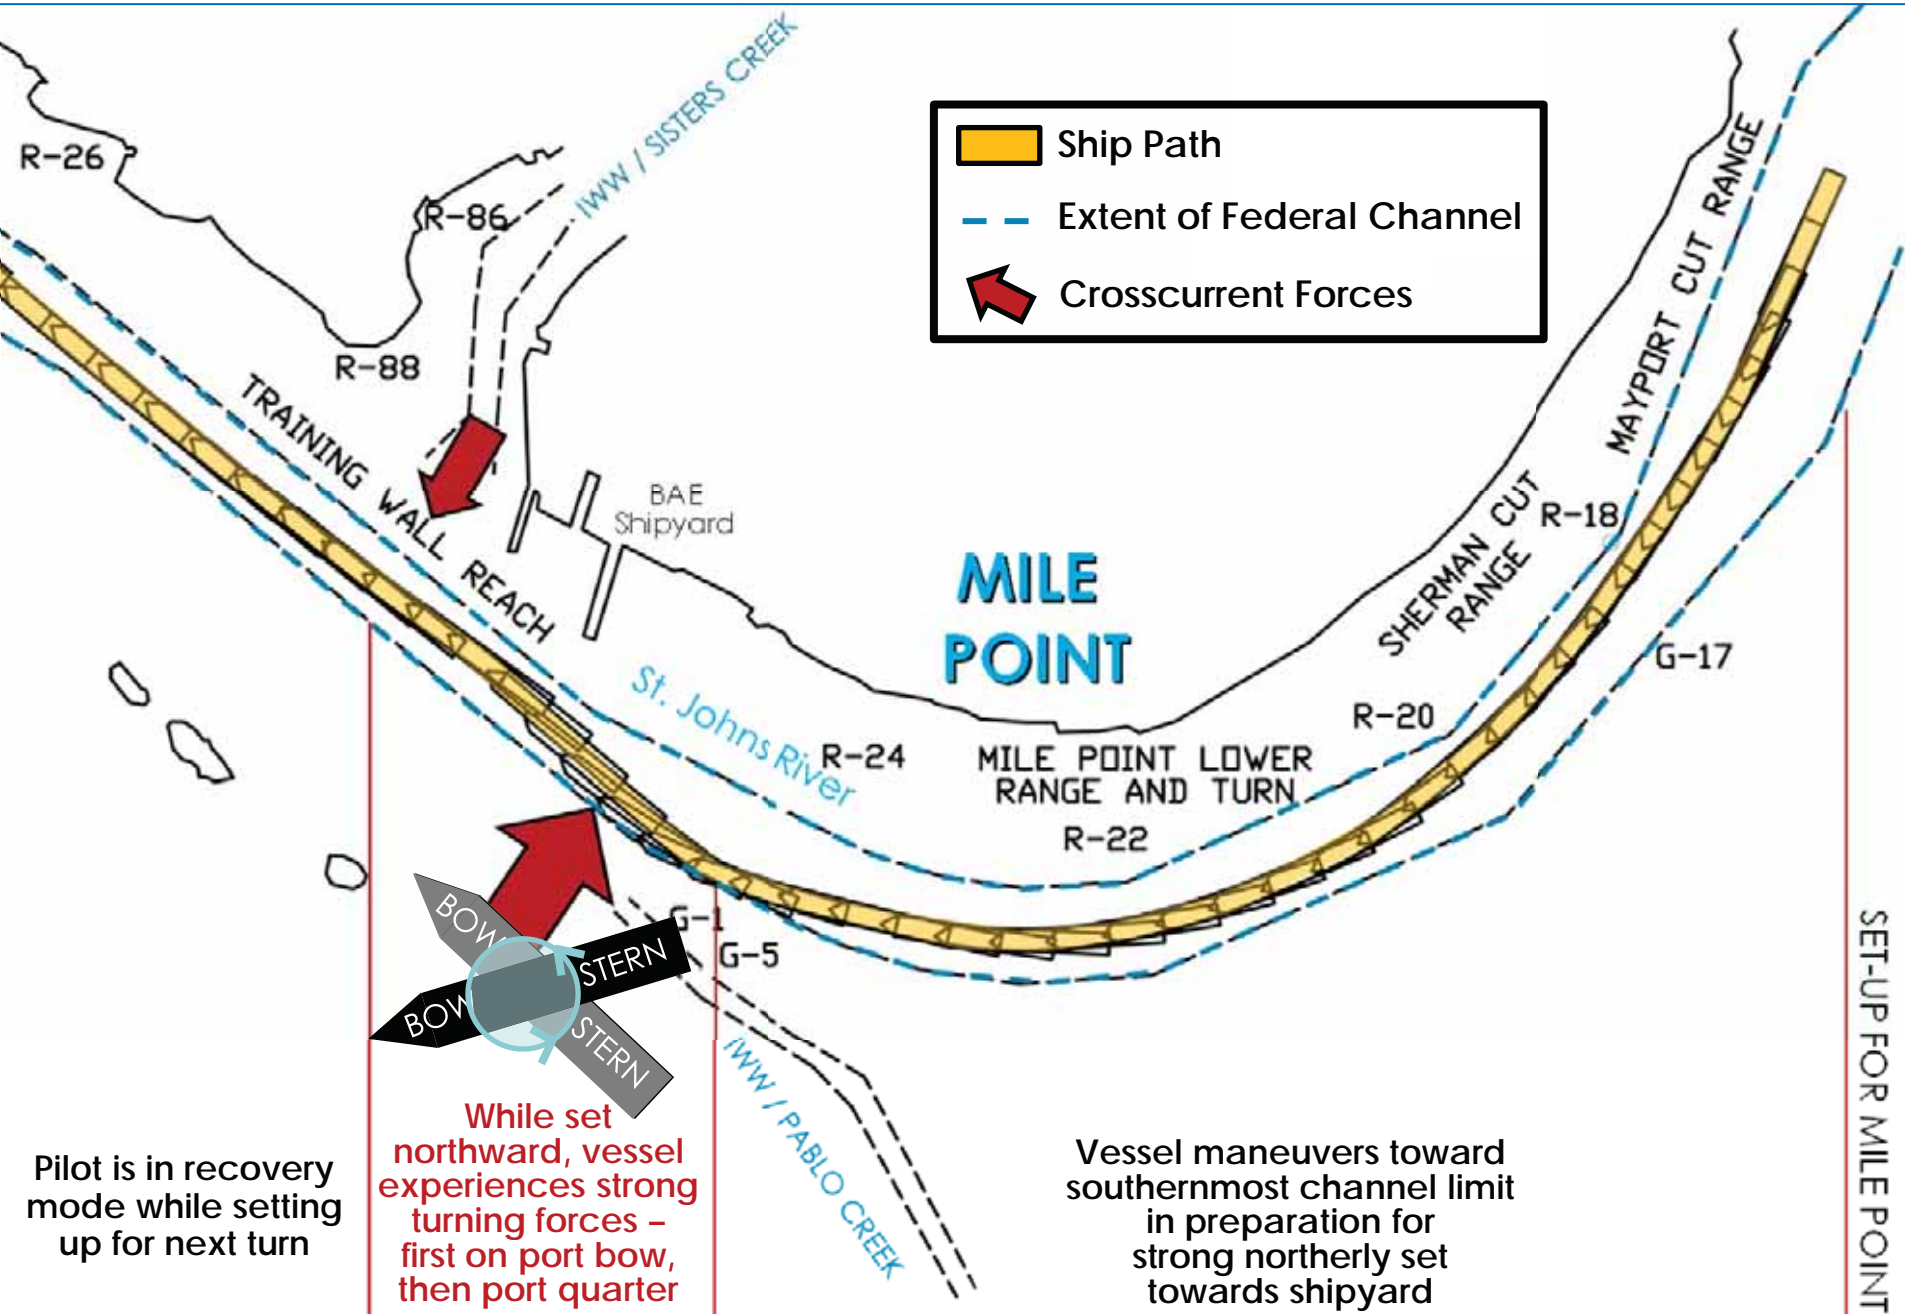 IWW / SISTERS CREEK
R-26
R-86
R-88
Ship Path
Extent of Federal Channel
Crosscurrent Forces
MAYPORT CUT RANGE
TRAINING WALL REACH
BAE
Shipyard
MILE
POINT
SHERMAN CUT
RANGE
R-18
G-17
St. Johns River
R-24
MILE POINT LOWER
RANGE AND TURN
R-20
R-22
G-1
G-5
BOW
STERN
BOW
STERN
IWW / PABLO CREEK
SET-UP FOR MILE POINT
Pilot is in recovery
mode while setting
up for next turn
While set
northward, vessel
experiences strong
turning forces –
first on port bow,
then port quarter
Vessel maneuvers toward
southernmost channel limit
in preparation for
strong northerly set
towards shipyard